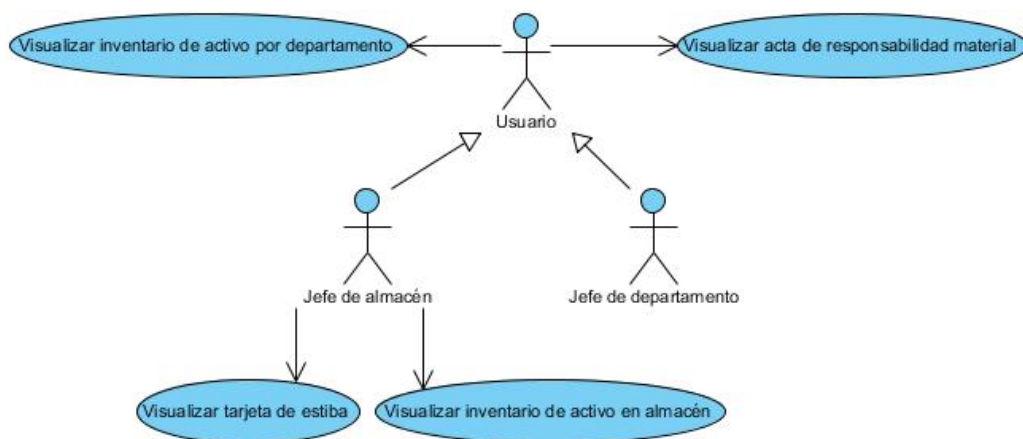 Visualizar inventario de activo por departamento
Visualizar acta de responsabilidad material
Usuario
Jefe de almacén
Jefe de departamento
Visualizar tarjeta de estiba
Visualizar inventario de activo en almacén